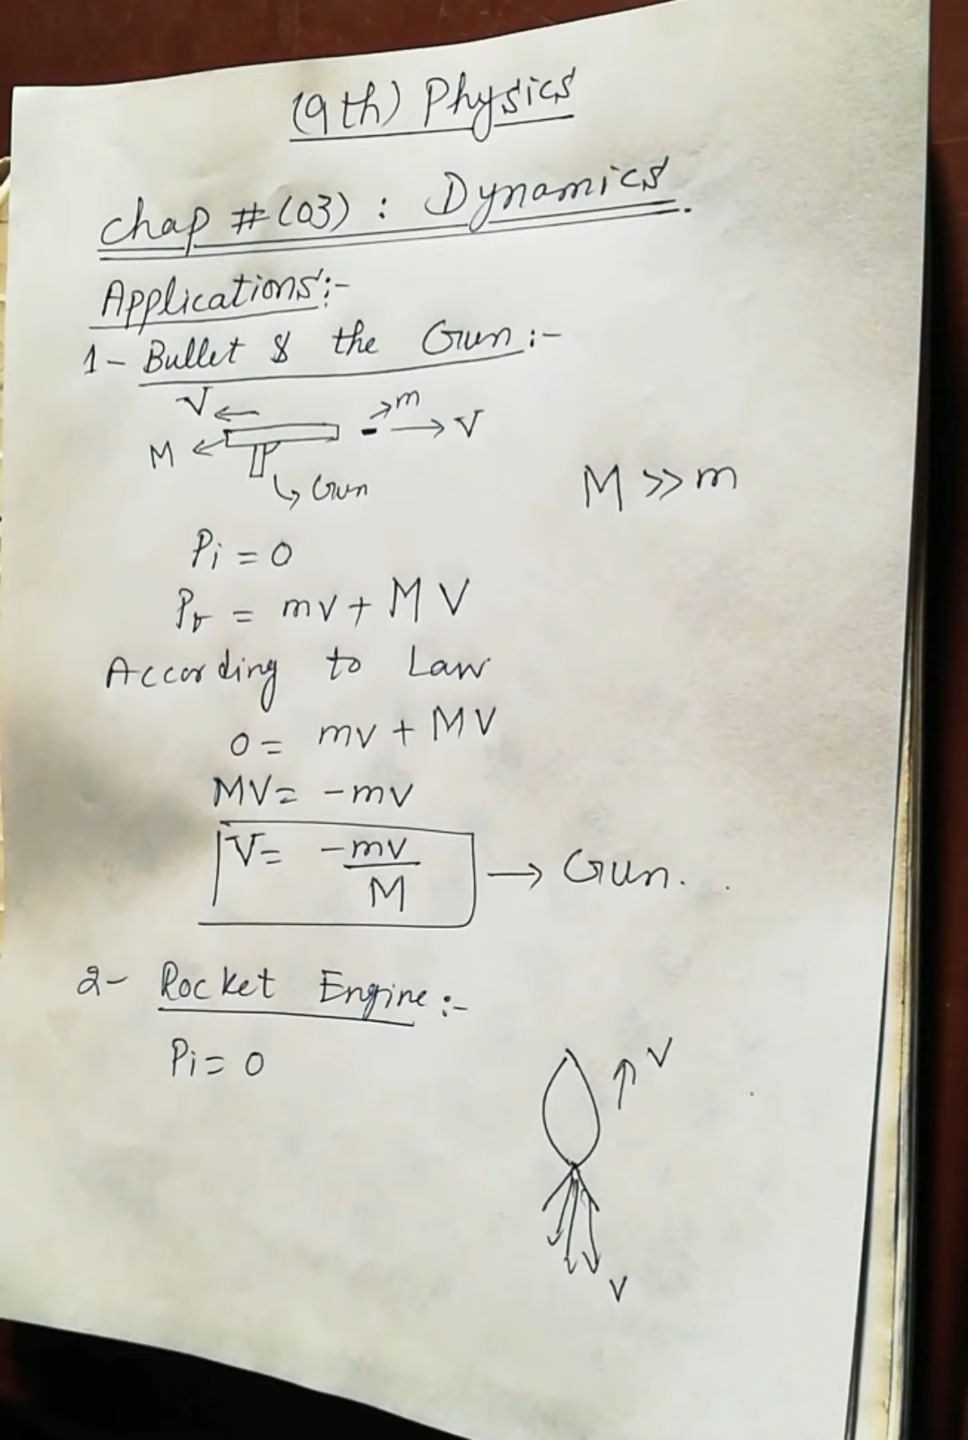 (9th) Physics
Chap # (03) : Dynamics.
Applications:-
1- Bullet & the Gun:-
V
m
V
M
Gun
M >> m
Pi = 0
Pf = mv + MV
According to Law
0 = mv + MV
MV = -mv
V = -mv/M → Gun.
2- Rocket Engine:-
Pi = 0
V
V